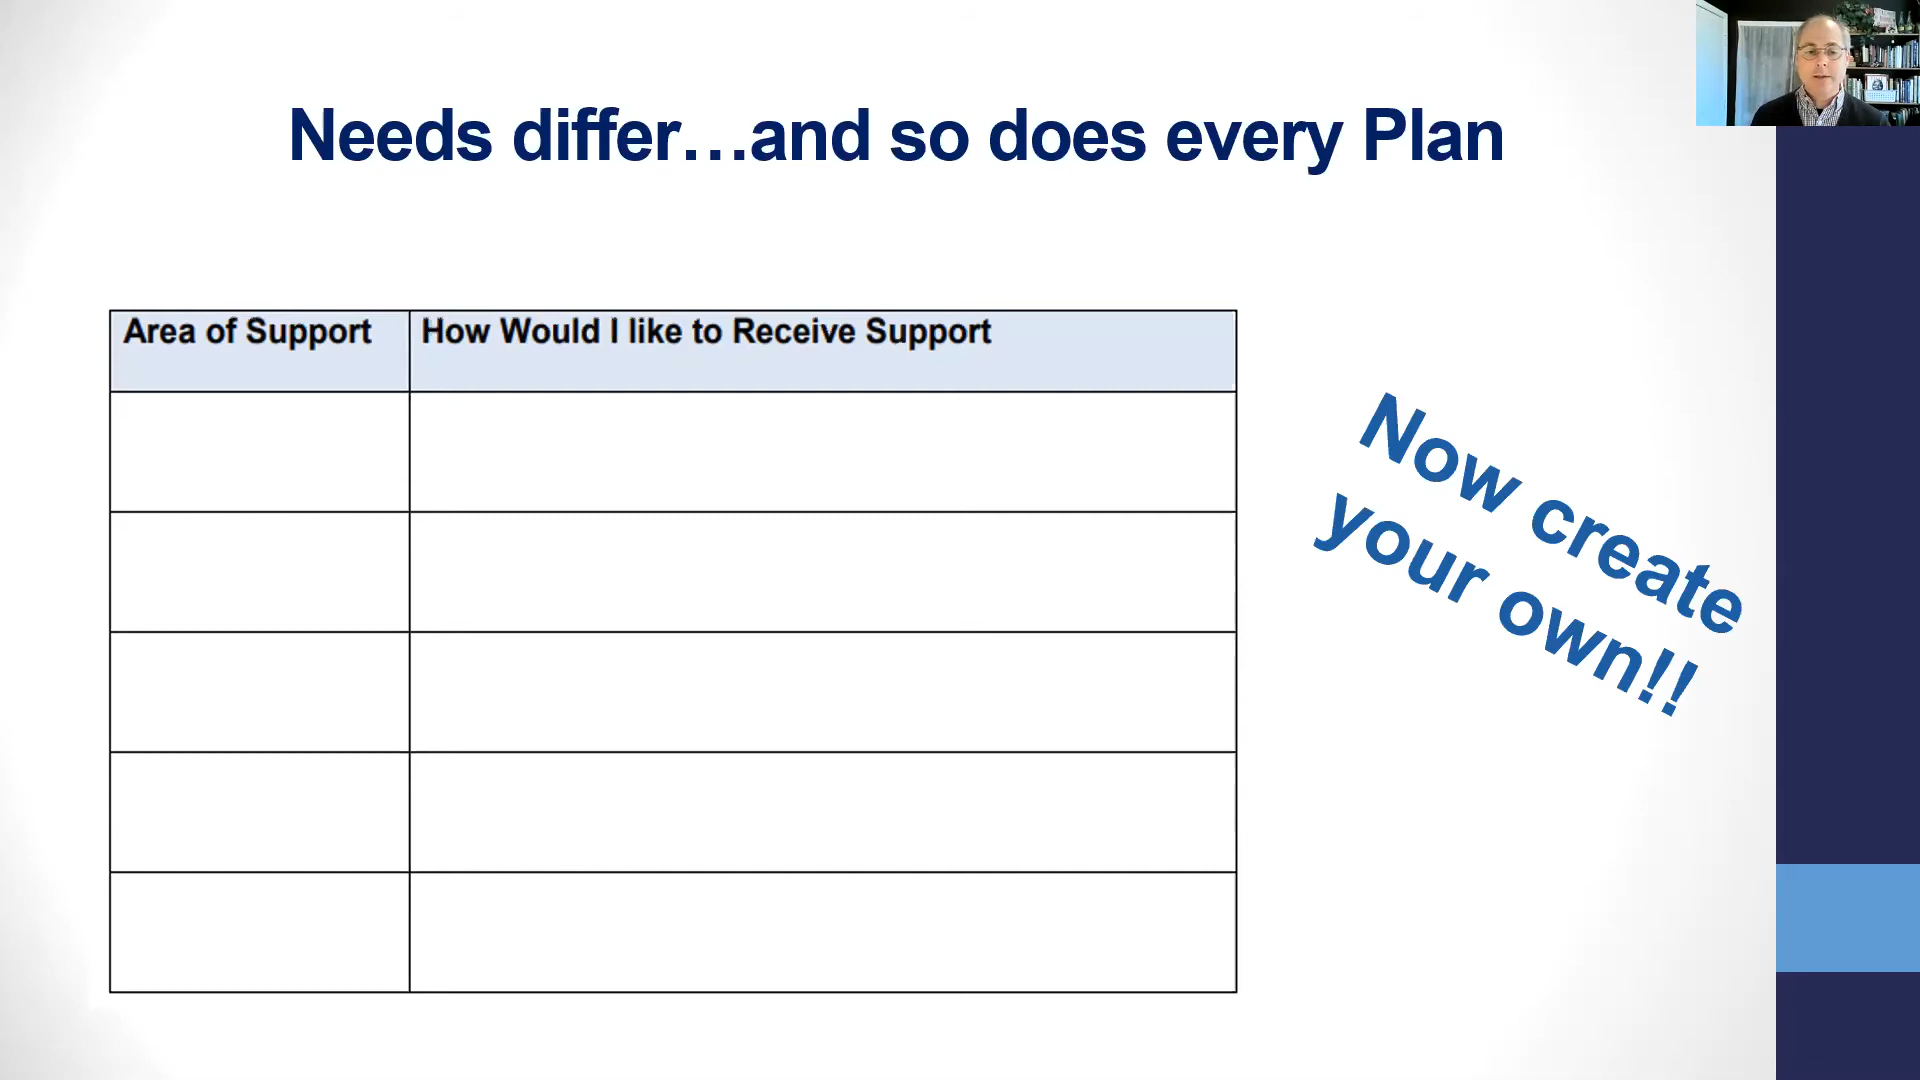 Needs differ…and so does every Plan
Area of Support
How Would I like to Receive Support
Now create
your own!!